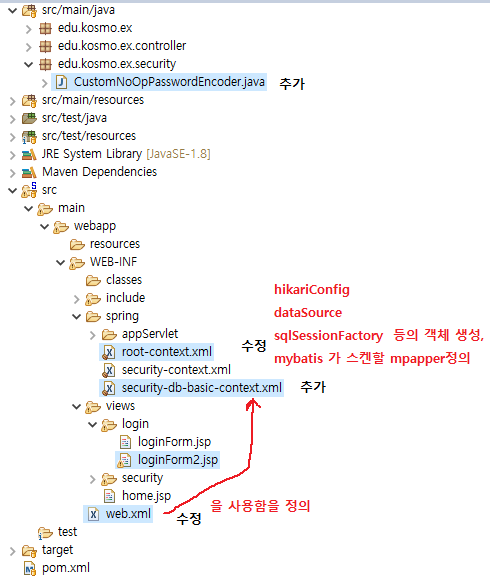 src/main/java
edu.kosmo.ex
edu.kosmo.ex.controller
edu.kosmo.ex.security
CustomNoOpPasswordEncoder.java 추가
src/main/resources
src/test/java
src/test/resources
JRE System Library [JavaSE-1.8]
Maven Dependencies
src
main
webapp
resources
WEB-INF
classes
include
spring
appServlet
root-context.xml 수정
security-context.xml
security-db-basic-context.xml 추가
hikariConfig
dataSource
sqlSessionFactory 등의 객체 생성,
mybatis 가 스켄할 mpapper정의
views
login
loginForm.jsp
loginForm2.jsp
security
home.jsp
web.xml 수정 을 사용함을 정의
test
target
pom.xml